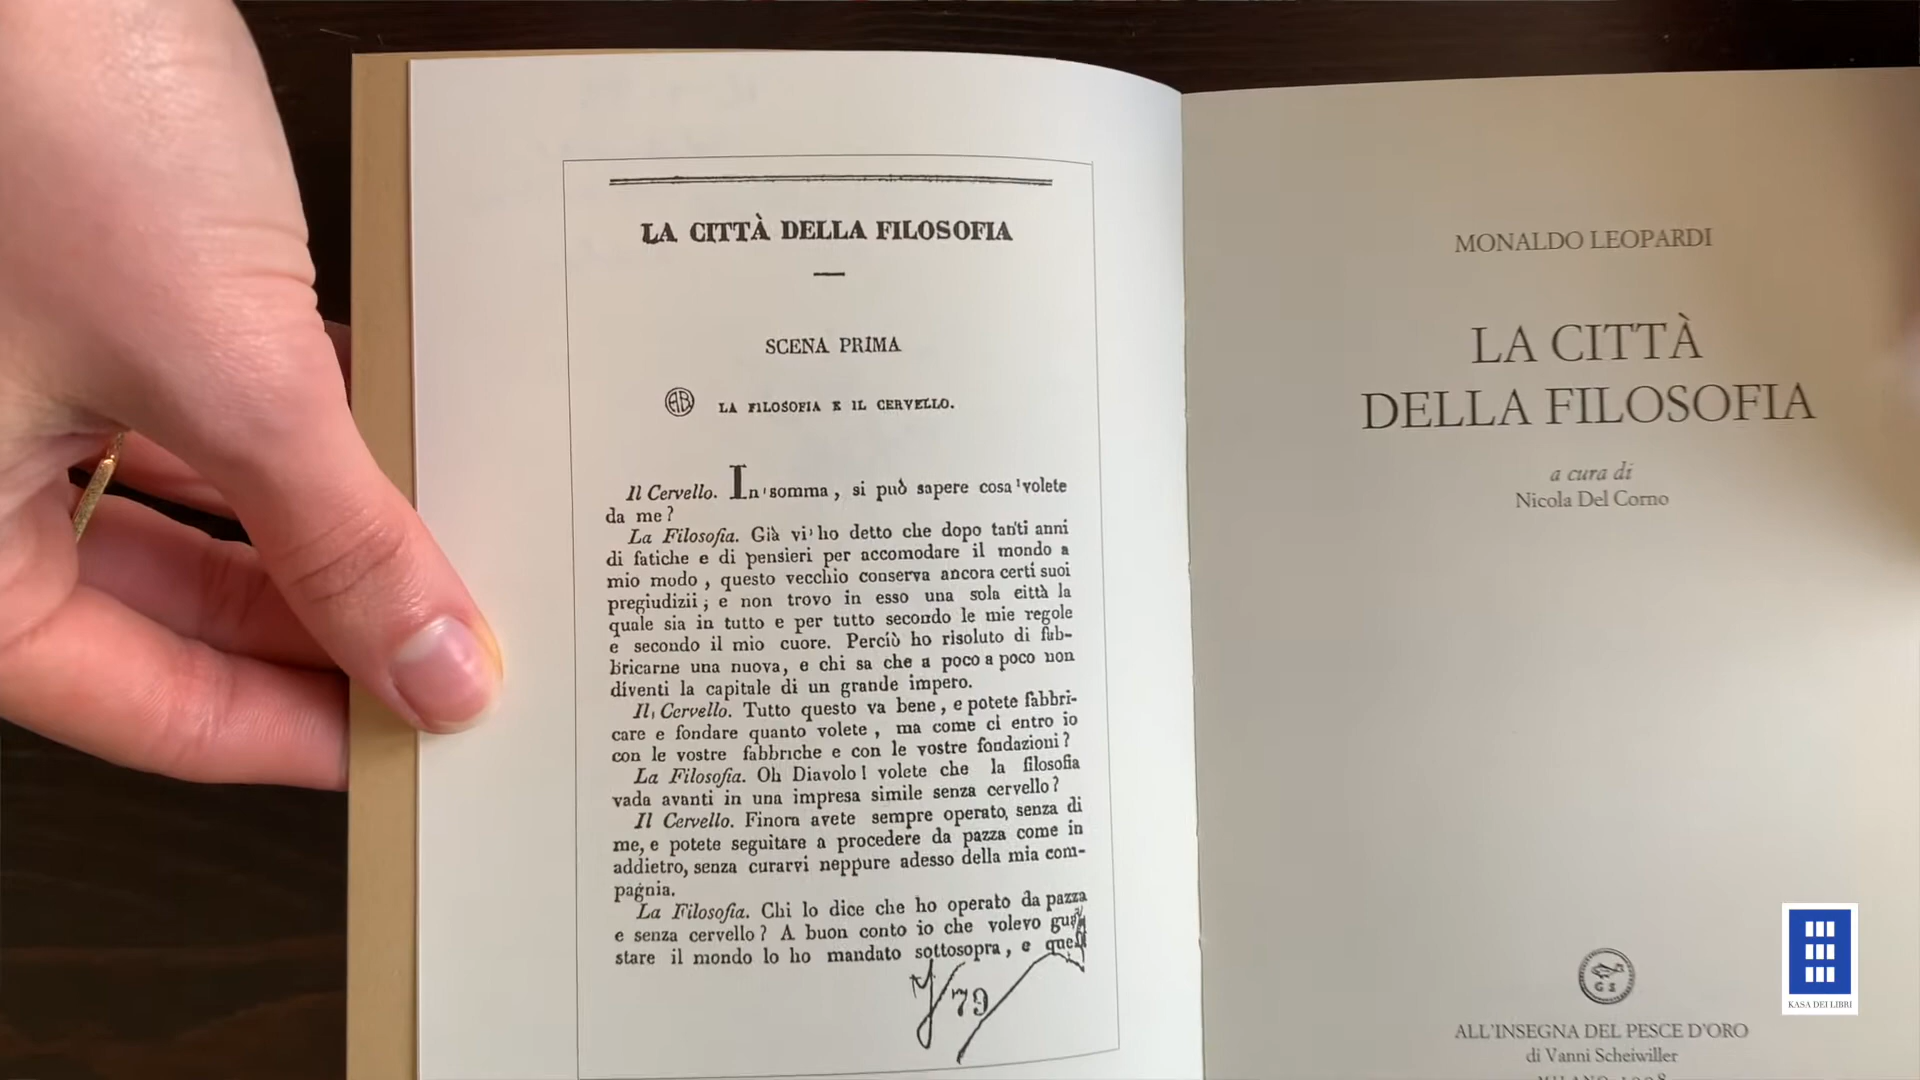 LA CITTÀ DELLA FILOSOFIA
SCENA PRIMA
AB LA FILOSOFIA E IL CERVELLO.
Il Cervello. In'somma, si può sapere cosa'volete
da me?
La Filosofia. Già vi'ho detto che dopo tanti anni
di fatiche e di pensieri per accomodare il mondo a
mio modo, questo vecchio conserva ancora certi suoi
pregiudizii; e non trovo in esso una sola città la
quale sia in tutto e per tutto secondo le mie regole
e secondo il mio cuore. Perciò ho risoluto di fab-
bricarne una nuova, e chi sa che a poco a poco non
diventi la capitale di un grande impero.
Il Cervello. Tutto questo va bene, e potete fabbri-
care e fondare quanto volete, ma come ci entro io
con le vostre fabbriche e con le vostre fondazioni?
La Filosofia. Oh Diavolo! volete che la filosofia
vada avanti in una impresa simile senza cervello?
Il Cervello. Finora avete sempre operato, senza di
me, e potete seguitare a procedere da pazza come in
addietro, senza curarvi neppure adesso della mia com-
pagnia.
La Filosofia. Chi lo dice che ho operato da pazza
e senza cervello? A buon conto io che volevo gua-
stare il mondo lo ho mandato sottosopra, e
79
MONALDO LEOPARDI
LA CITTÀ
DELLA FILOSOFIA
a cura di
Nicola Del Corno
G S
ALL'INSEGNA DEL PESCE D'ORO
di Vanni Scheiwiller
MILANO 1998
KASA DEI LIBRI